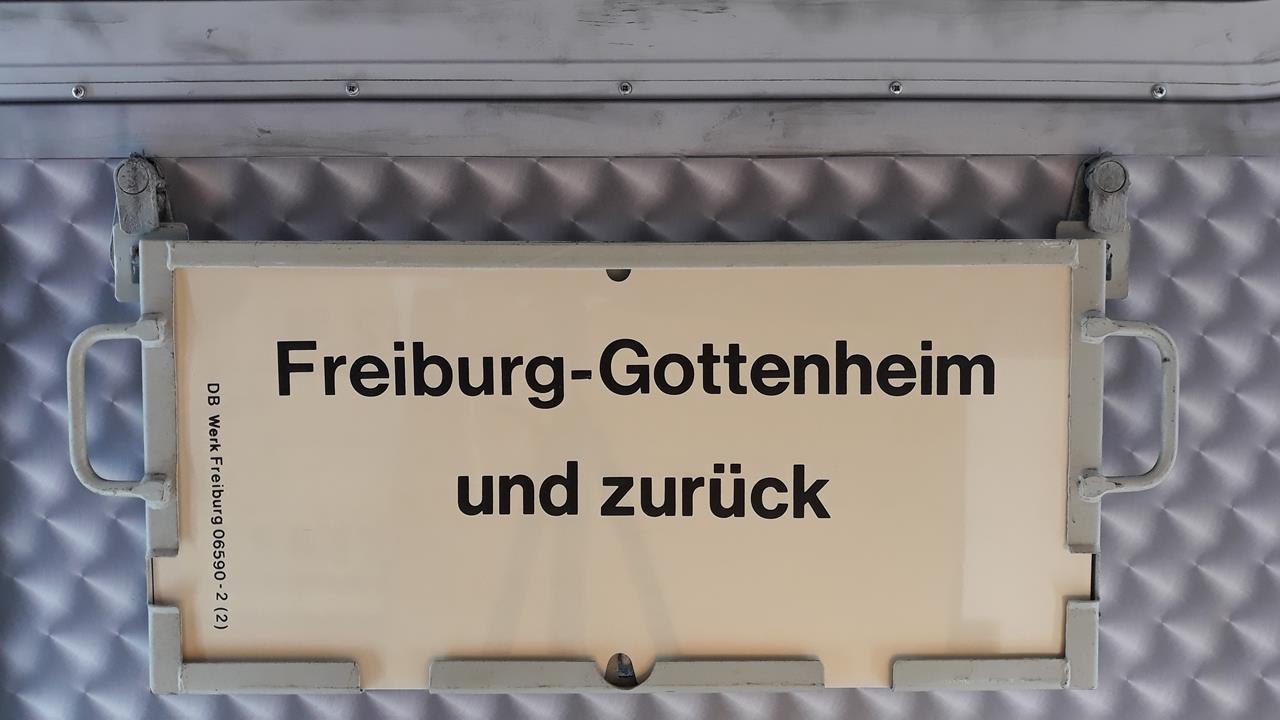 Freiburg-Gottenheim
und zurück
DB Werk Freiburg 06590-2 (2)